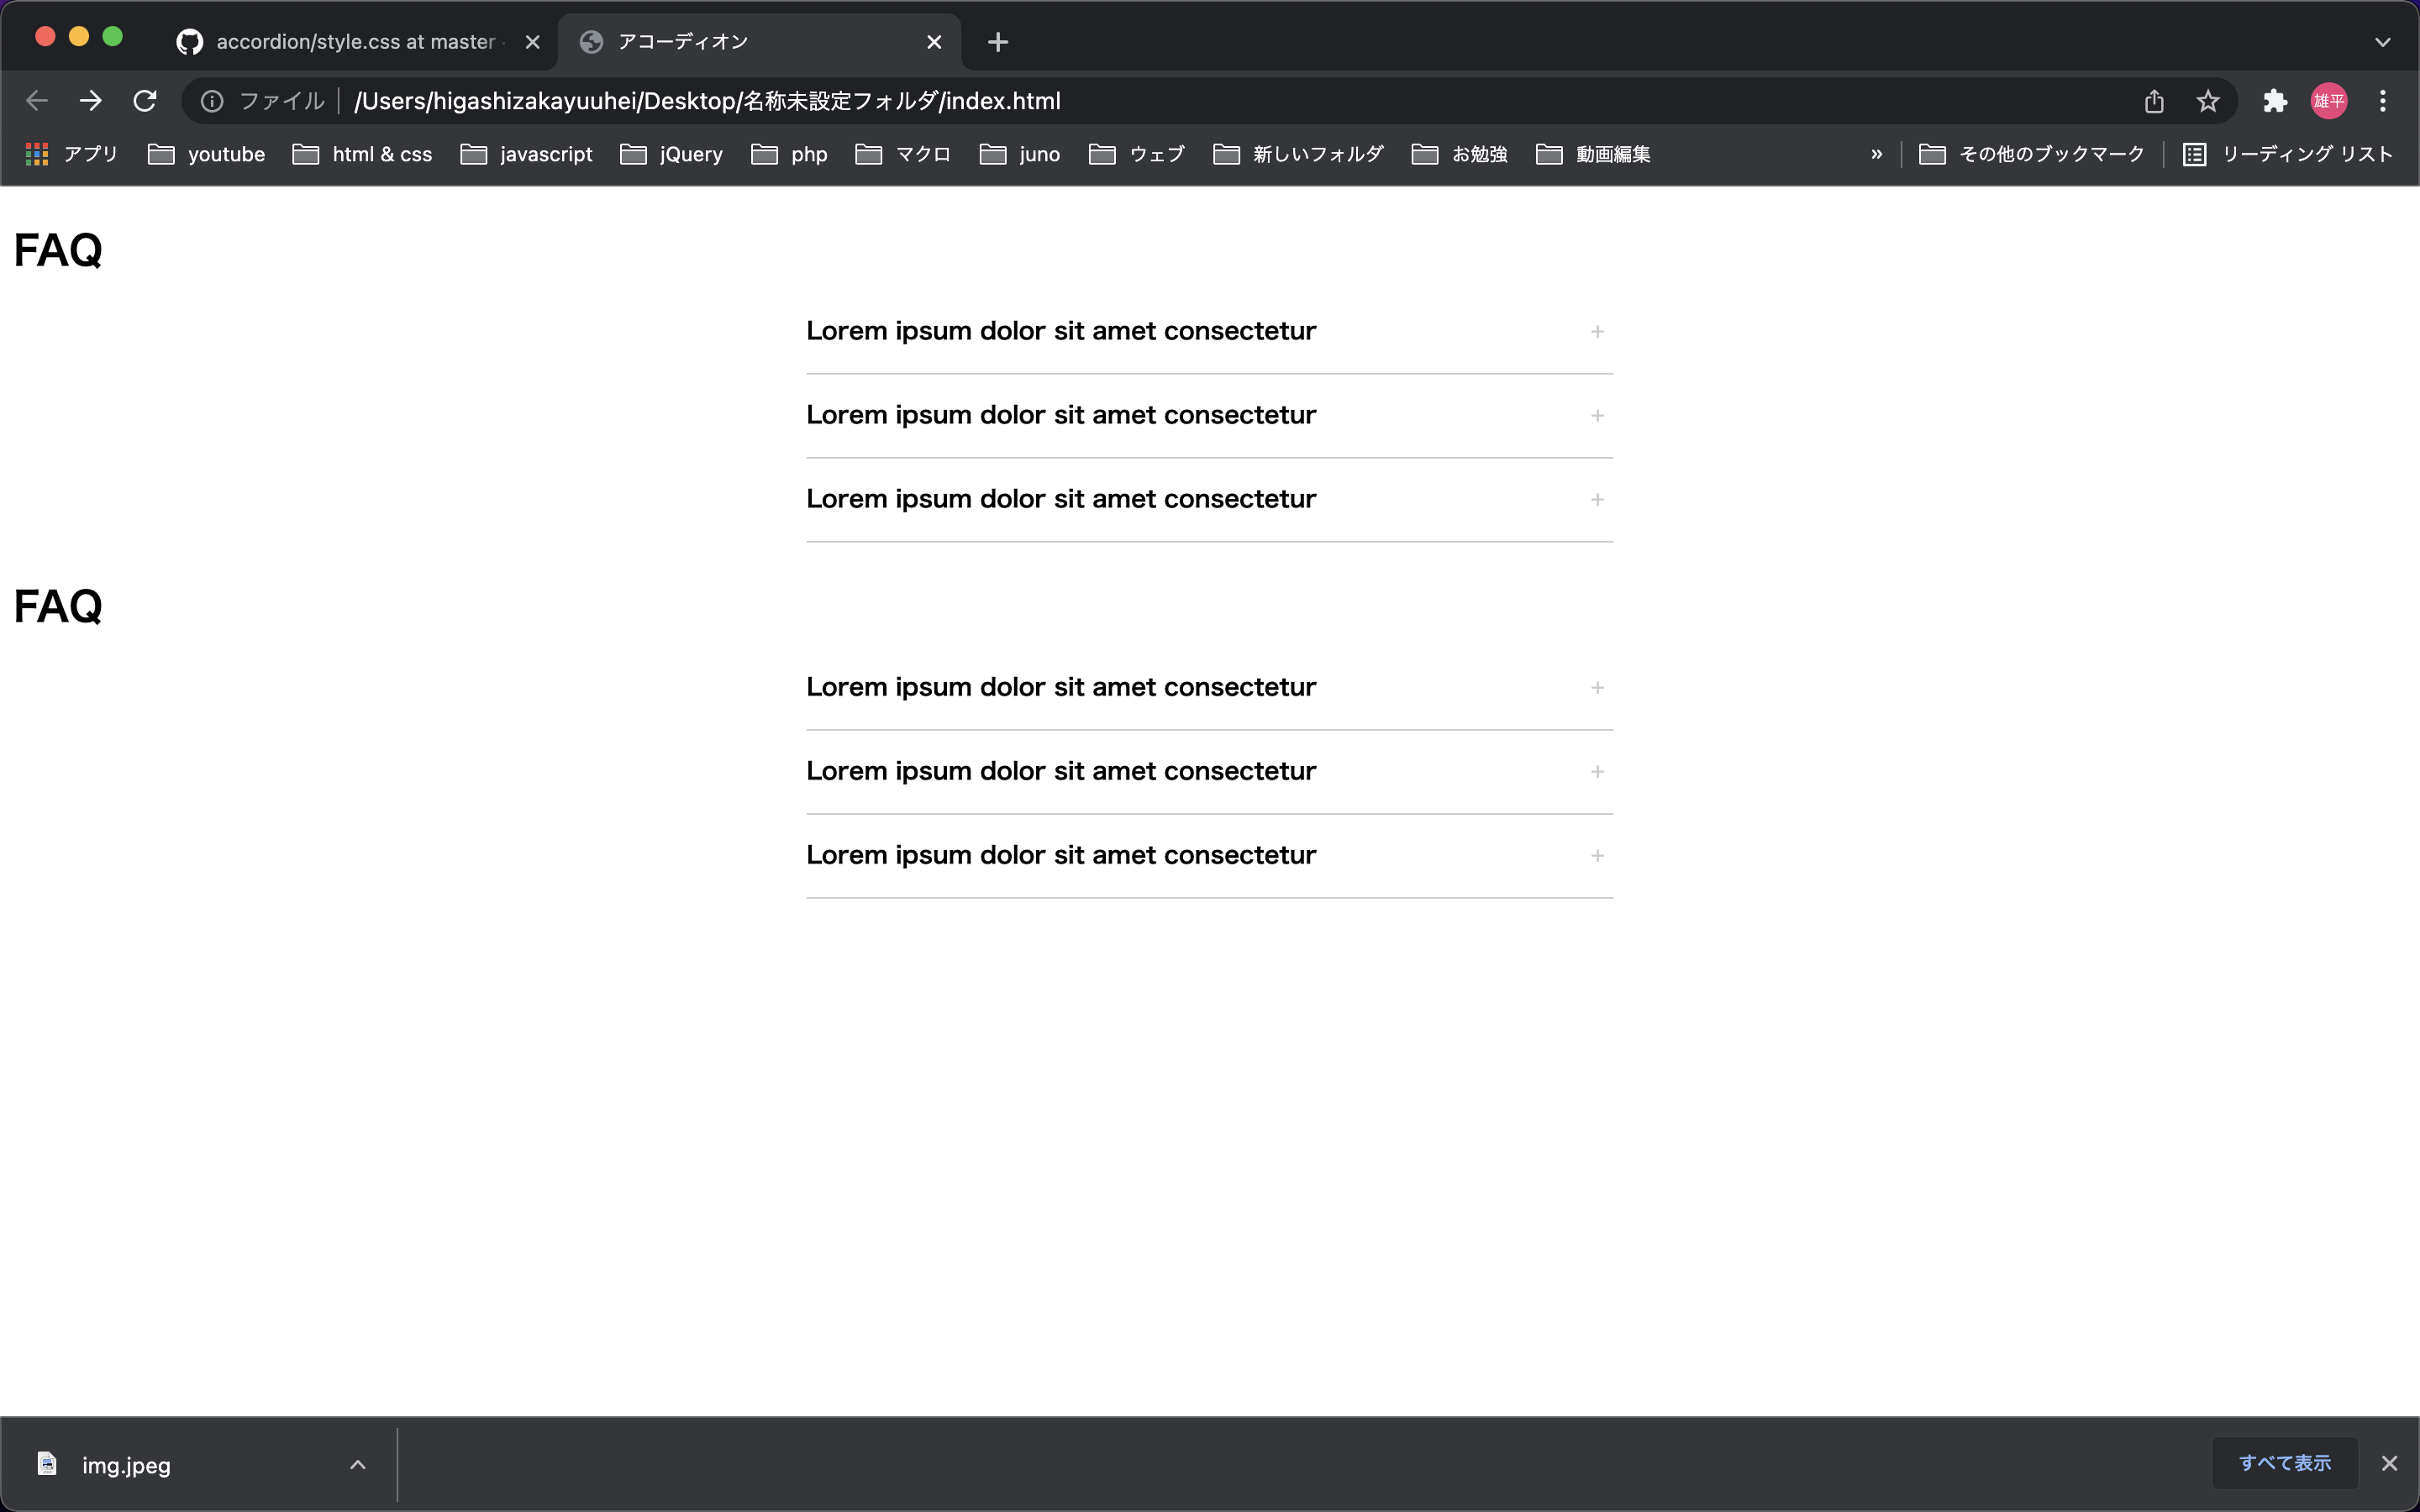 accordion/style.css at master
アコーディオン
ファイル /Users/higashizakayuuhei/Desktop/名称未設定フォルダ/index.html
雄平
アプリ youtube html & css javascript jQuery php マクロ juno ウェブ 新しいフォルダ お勉強 動画編集 » その他のブックマーク リーディング リスト
FAQ
Lorem ipsum dolor sit amet consectetur +
Lorem ipsum dolor sit amet consectetur +
Lorem ipsum dolor sit amet consectetur +
FAQ
Lorem ipsum dolor sit amet consectetur +
Lorem ipsum dolor sit amet consectetur +
Lorem ipsum dolor sit amet consectetur +
img.jpeg
すべて表示